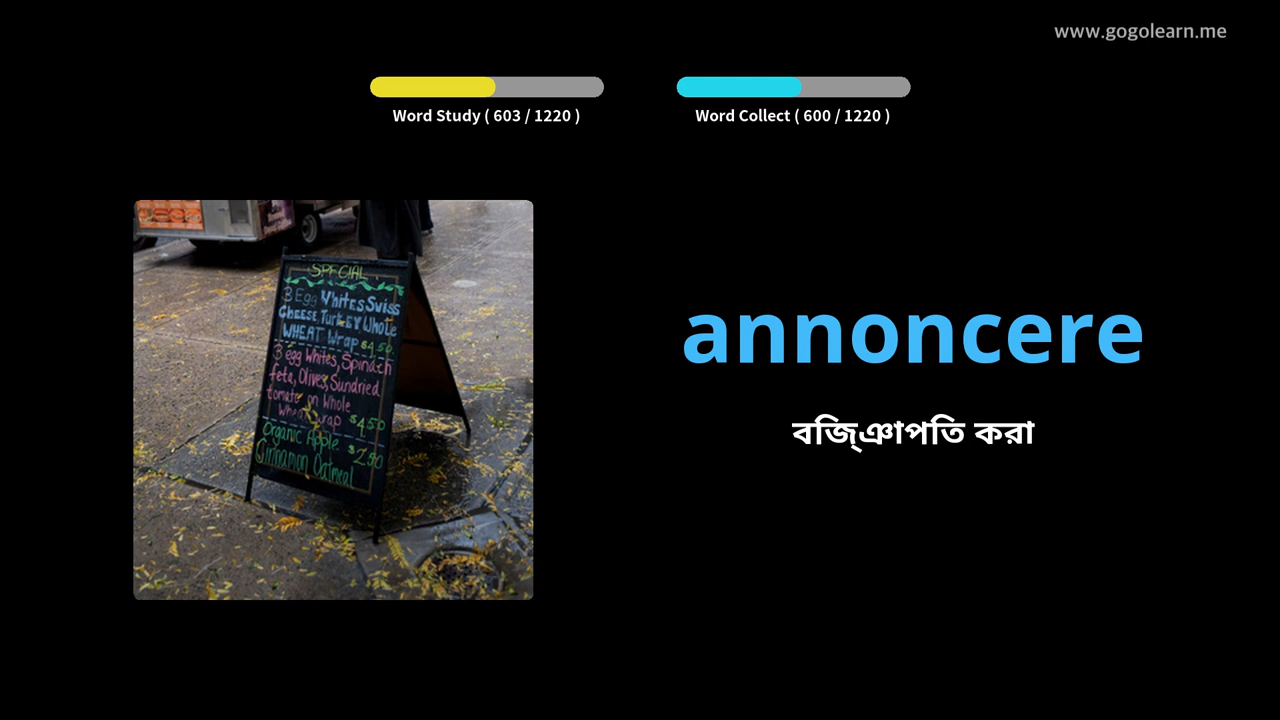 www.gogolearn.me
Word Study ( 603 / 1220 )
Word Collect ( 600 / 1220 )
SPECIAL
3 Egg Whites, Swiss
Cheese, Turkey Whole
WHEAT Wrap $4.50
3 egg Whites, Spinach
feta, Olives, Sundried
tomato on Whole
Wheat Wrap $4.50
Organic Apple
Cinnamon Oatmeal $2.50
annoncere
বজি্ঞাপতি করা